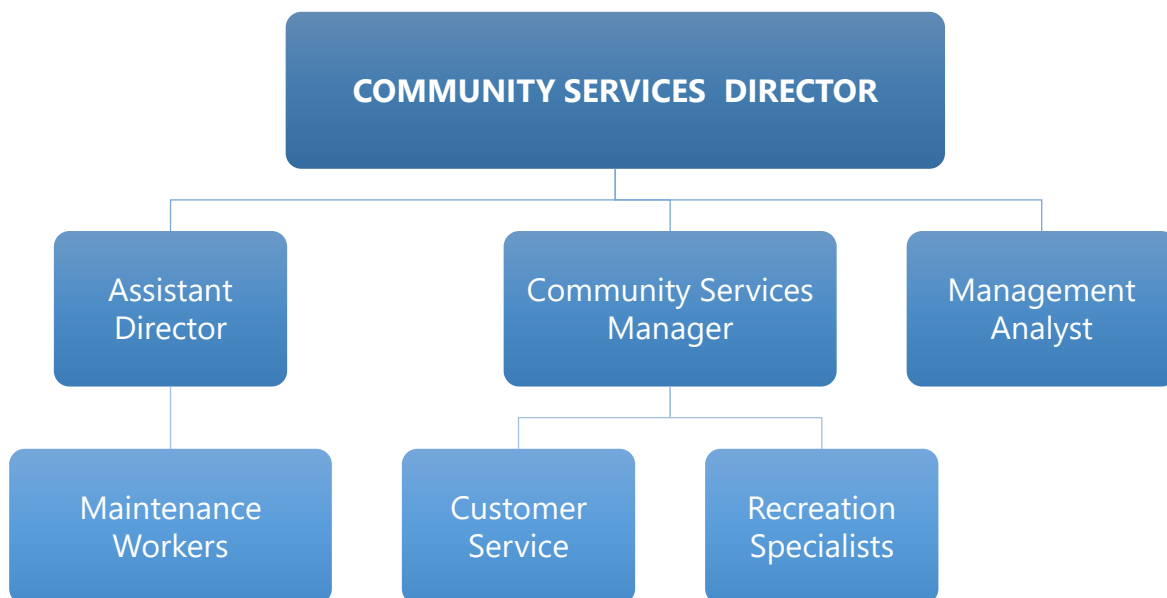 COMMUNITY SERVICES DIRECTOR
Assistant
Director
Community Services
Manager
Management
Analyst
Maintenance
Workers
Customer
Service
Recreation
Specialists